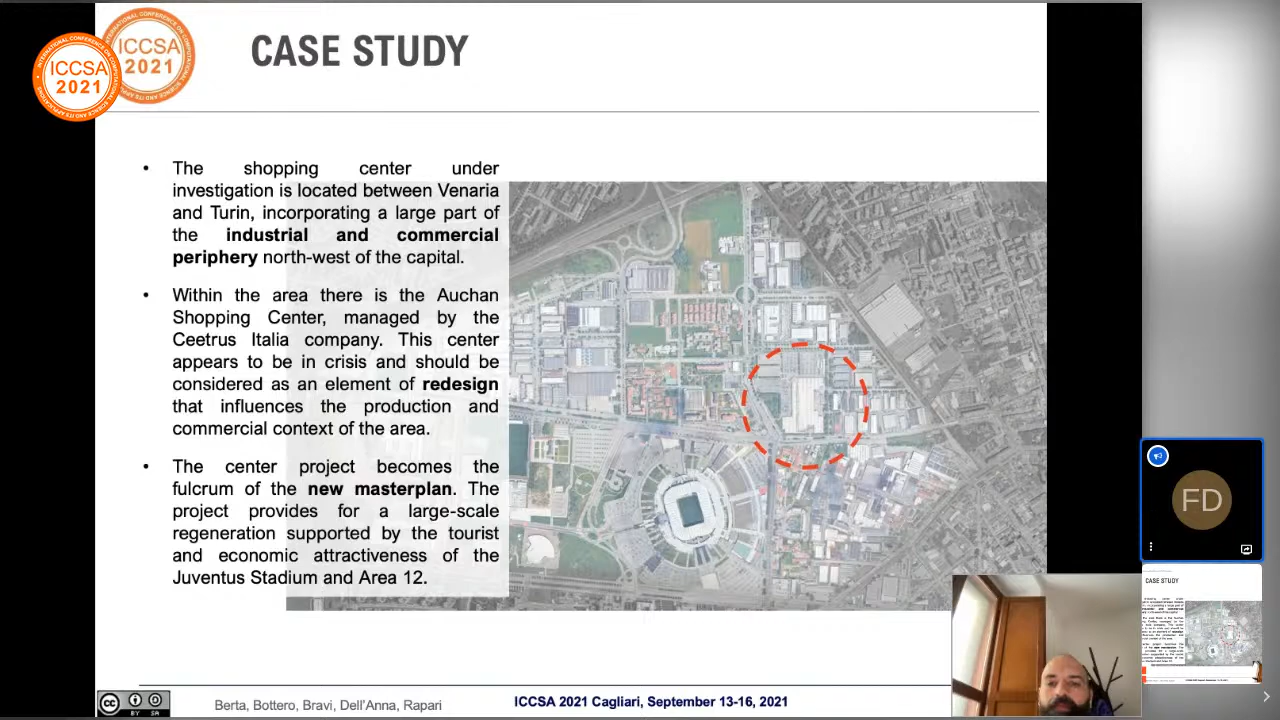 ICCSA
2021
ICCSA
2021
CASE STUDY
• The shopping center under
investigation is located between Venaria
and Turin, incorporating a large part of
the industrial and commercial
periphery north-west of the capital.
• Within the area there is the Auchan
Shopping Center, managed by the
Ceetrus Italia company. This center
appears to be in crisis and should be
considered as an element of redesign
that influences the production and
commercial context of the area.
• The center project becomes the
fulcrum of the new masterplan. The
project provides for a large-scale
regeneration supported by the tourist
and economic attractiveness of the
Juventus Stadium and Area 12.
FD
CASE STUDY
cc
BY SA
Berta, Bottero, Bravi, Dell'Anna, Rapari
ICCSA 2021 Cagliari, September 13-16, 2021